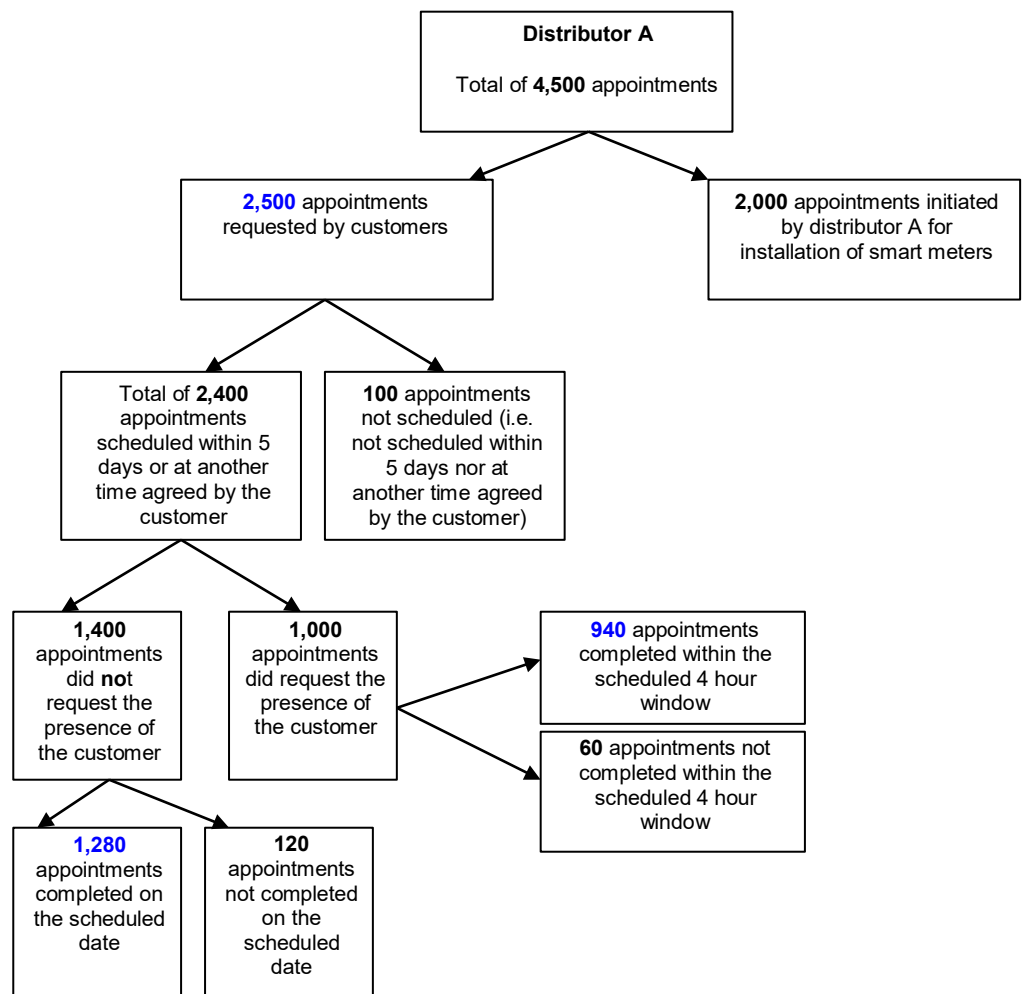 Distributor A
Total of 4,500 appointments
2,500 appointments
requested by customers
2,000 appointments initiated
by distributor A for
installation of smart meters
Total of 2,400
appointments
scheduled within 5
days or at another
time agreed by the
customer
100 appointments
not scheduled (i.e.
not scheduled within
5 days nor at
another time agreed
by the customer)
1,400
appointments
did not
request the
presence of
the customer
1,000
appointments
did request the
presence of
the customer
940 appointments
completed within the
scheduled 4 hour
window
60 appointments not
completed within the
scheduled 4 hour
window
1,280
appointments
completed on
the scheduled
date
120
appointments
not completed
on the
scheduled
date